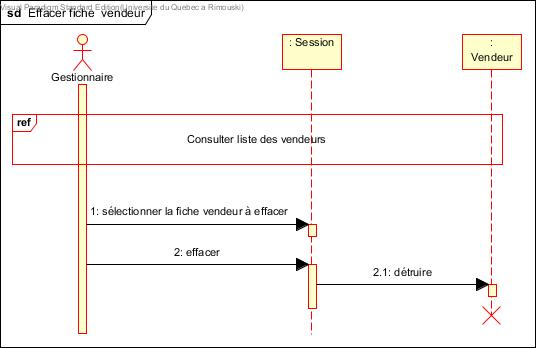 Visual Paradigm Standard Edition(Universite du Quebec a Rimouski)
sd Effacer fiche vendeur
Gestionnaire
: Session
:
Vendeur
ref
Consulter liste des vendeurs
1: sélectionner la fiche vendeur à effacer
2: effacer
2.1: détruire